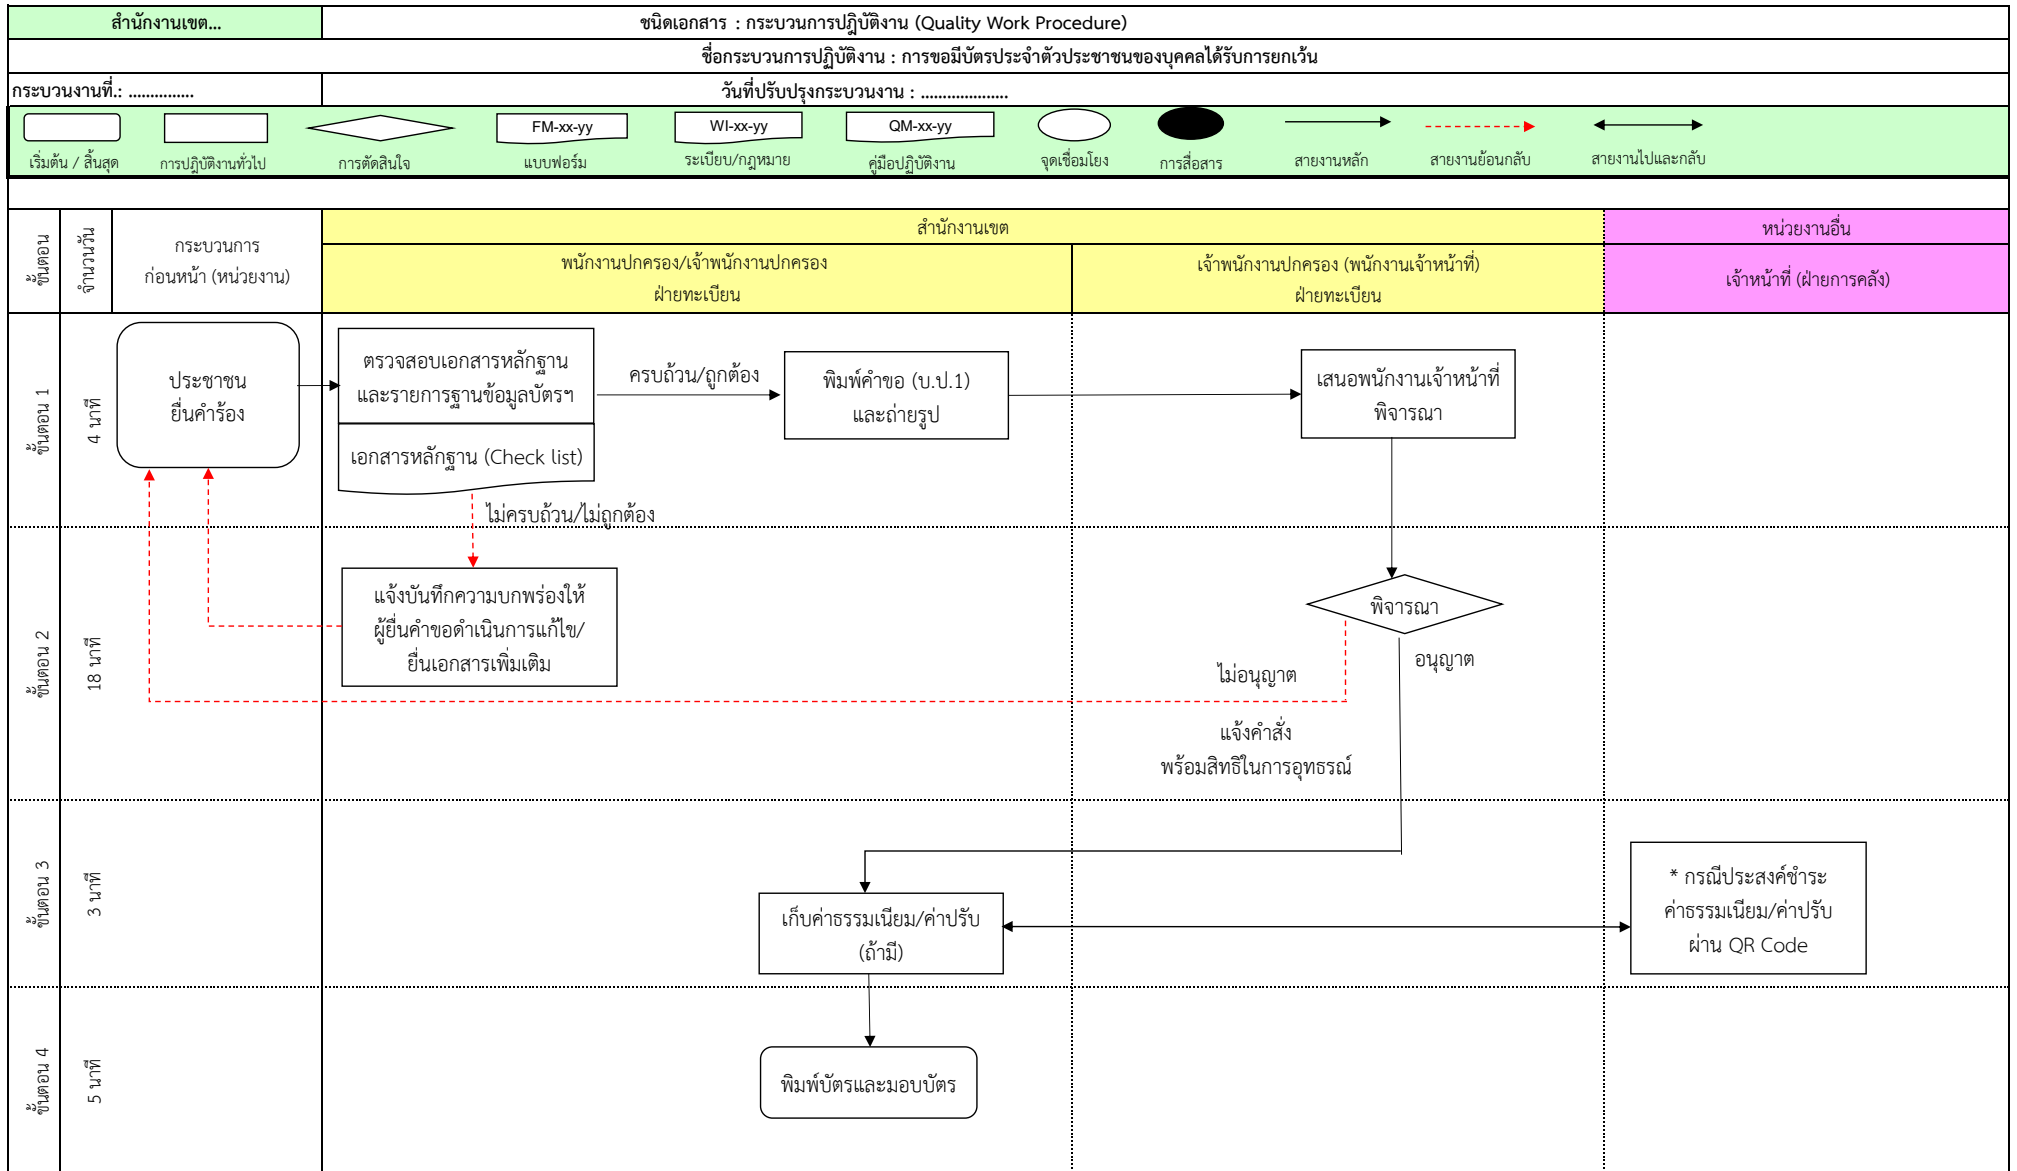 สำนักงานเขต...
ชนิดเอกสาร : กระบวนการปฏิบัติงาน (Quality Work Procedure)
ชื่อกระบวนการปฏิบัติงาน : การขอมีบัตรประจำตัวประชาชนของบุคคลได้รับการยกเว้น
กระบวนงานที่.: ...............
วันที่ปรับปรุงกระบวนงาน : ....................
FM-xx-yy
WI-xx-yy
QM-xx-yy
เริ่มต้น / สิ้นสุด
การปฏิบัติงานทั่วไป
การตัดสินใจ
แบบฟอร์ม
ระเบียบ/กฎหมาย
คู่มือปฏิบัติงาน
จุดเชื่อมโยง
การสื่อสาร
สายงานหลัก
สายงานย้อนกลับ
สายงานไปและกลับ
ขั้นตอน
จำนวนวัน
กระบวนการ
ก่อนหน้า (หน่วยงาน)
สำนักงานเขต
หน่วยงานอื่น
พนักงานปกครอง/เจ้าพนักงานปกครอง
ฝ่ายทะเบียน
เจ้าพนักงานปกครอง (พนักงานเจ้าหน้าที่)
ฝ่ายทะเบียน
เจ้าหน้าที่ (ฝ่ายการคลัง)
ขั้นตอน 1
4 นาที
ประชาชน
ยื่นคำร้อง
ตรวจสอบเอกสารหลักฐาน
และรายการฐานข้อมูลบัตรฯ
เอกสารหลักฐาน (Check list)
ครบถ้วน/ถูกต้อง
พิมพ์คำขอ (บ.ป.1)
และถ่ายรูป
เสนอพนักงานเจ้าหน้าที่
พิจารณา
ไม่ครบถ้วน/ไม่ถูกต้อง
ขั้นตอน 2
18 นาที
แจ้งบันทึกความบกพร่องให้
ผู้ยื่นคำขอดำเนินการแก้ไข/
ยื่นเอกสารเพิ่มเติม
พิจารณา
อนุญาต
ไม่อนุญาต
แจ้งคำสั่ง
พร้อมสิทธิในการอุทธรณ์
ขั้นตอน 3
3 นาที
เก็บค่าธรรมเนียม/ค่าปรับ
(ถ้ามี)
* กรณีประสงค์ชำระ
ค่าธรรมเนียม/ค่าปรับ
ผ่าน QR Code
ขั้นตอน 4
5 นาที
พิมพ์บัตรและมอบบัตร